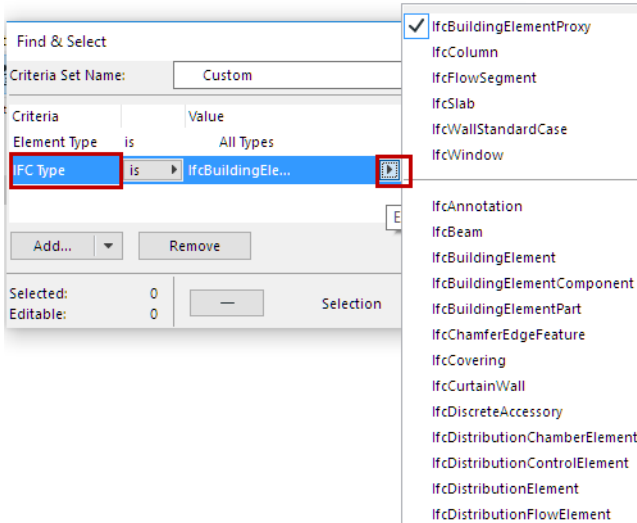 Find & Select
Criteria Set Name: Custom
Criteria Value
Element Type is All Types
IFC Type is IfcBuildingEle...
E
Add... Remove
Selected: 0
Editable: 0
Selection
IfcBuildingElementProxy
IfcColumn
IfcFlowSegment
IfcSlab
IfcWallStandardCase
IfcWindow
IfcAnnotation
IfcBeam
IfcBuildingElement
IfcBuildingElementComponent
IfcBuildingElementPart
IfcChamferEdgeFeature
IfcCovering
IfcCurtainWall
IfcDiscreteAccessory
IfcDistributionChamberElement
IfcDistributionControlElement
IfcDistributionElement
IfcDistributionFlowElement